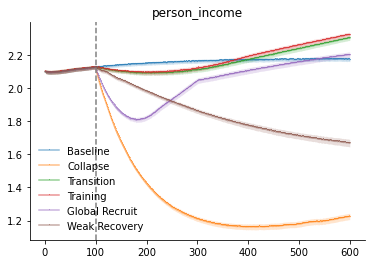 person_income
2.2
2.0
1.8
1.6
1.4
1.2
Baseline
Collapse
Transition
Training
Global Recruit
Weak Recovery
0 100 200 300 400 500 600